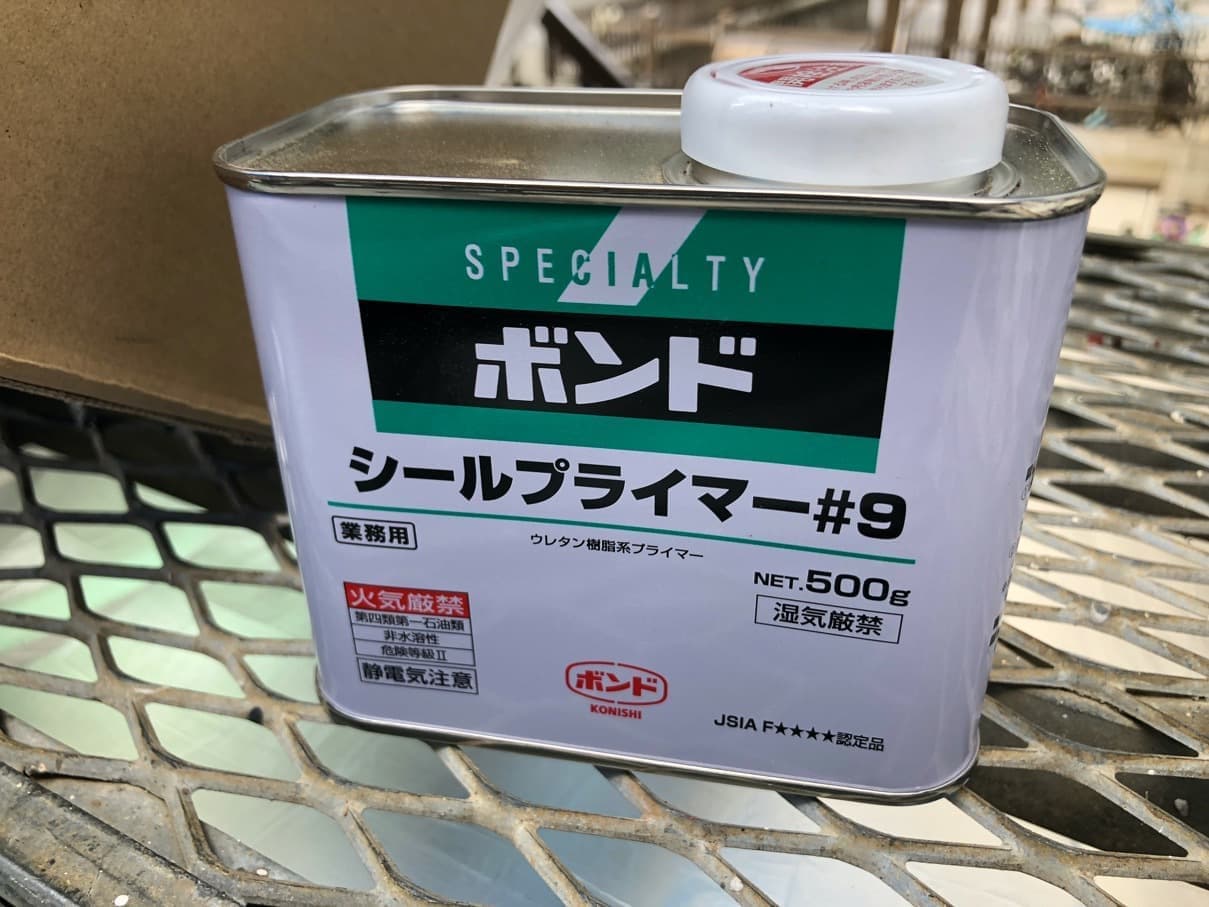 SPECIALTY
ボンド
シールプライマー#9
業務用
ウレタン樹脂系プライマー
NET.500g
湿気厳禁
火気厳禁
第四類第一石油類
非水溶性
危険等級Ⅱ
静電気注意
ボンド
KONISHI
JSIA F★★★★認定品